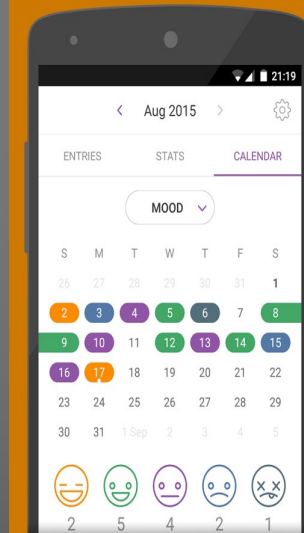 21:19
Aug 2015
ENTRIES STATS CALENDAR
MOOD
S M T W T F S
26 27 28 29 30 31 1
2 3 4 5 6 7 8
9 10 11 12 13 14 15
16 17 18 19 20 21 22
23 24 25 26 27 28 29
30 31 1 Sep 2 3 4 5
2 5 4 2 1